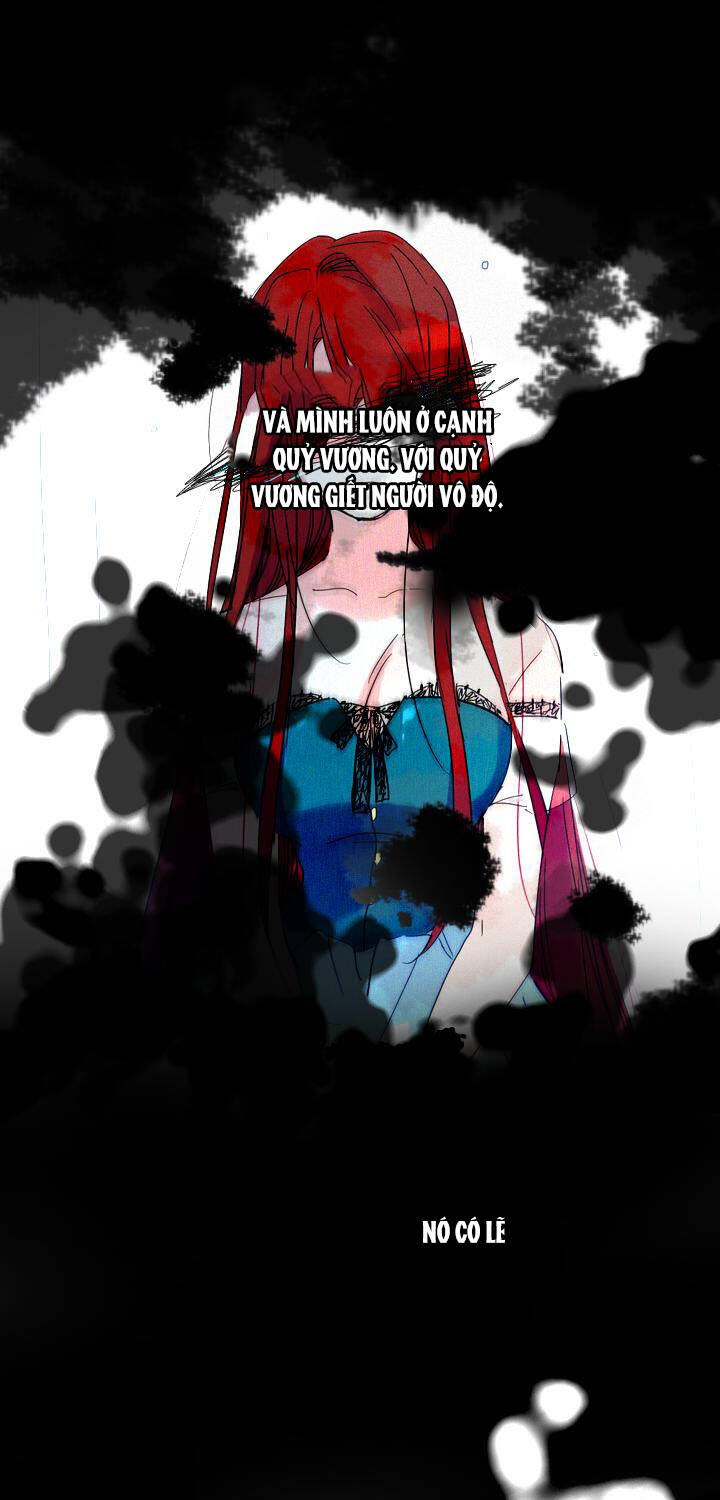 VÀ MÌNH LUÔN Ở CẠNH
QUỶ VƯƠNG, VỚI QUỶ
VƯƠNG GIẾT NGƯỜI VÔ ĐỘ.
NÓ CÓ LẼ